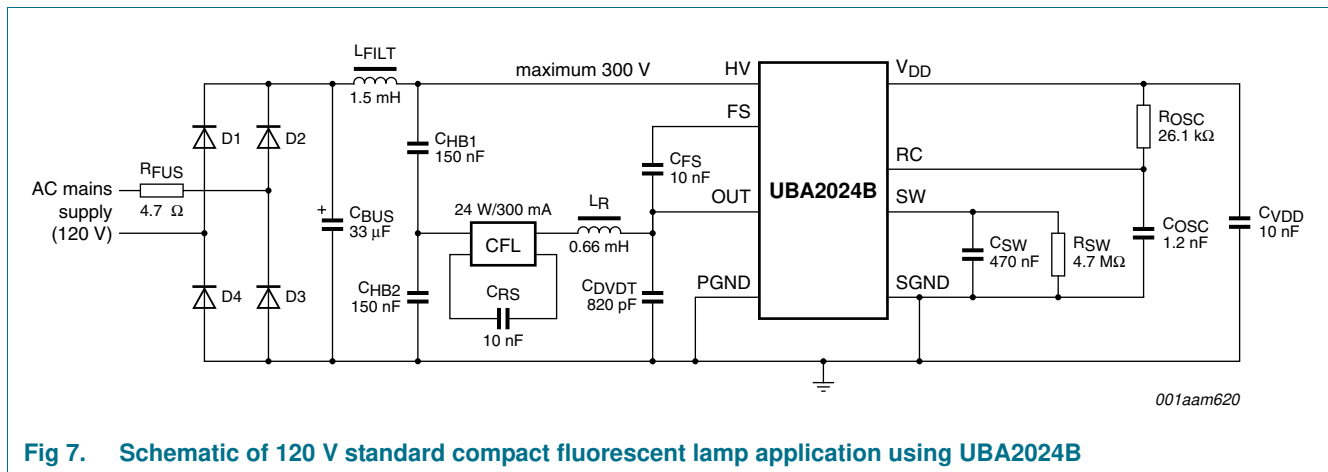 LFILT
1.5 mH
maximum 300 V
HV
VDD
FS
D1
D2
CHB1
150 nF
ROSC
26.1 kΩ
RFUS
4.7 Ω
AC mains
supply
(120 V)
CFS
10 nF
RC
UBA2024B
CBUS
33 μF
+
24 W/300 mA
CFL
LR
0.66 mH
OUT
SW
CSW
470 nF
RSW
4.7 MΩ
COSC
1.2 nF
CVDD
10 nF
D4
D3
CHB2
150 nF
CRS
10 nF
CDVDT
820 pF
PGND
SGND
001aam620
Fig 7. Schematic of 120 V standard compact fluorescent lamp application using UBA2024B